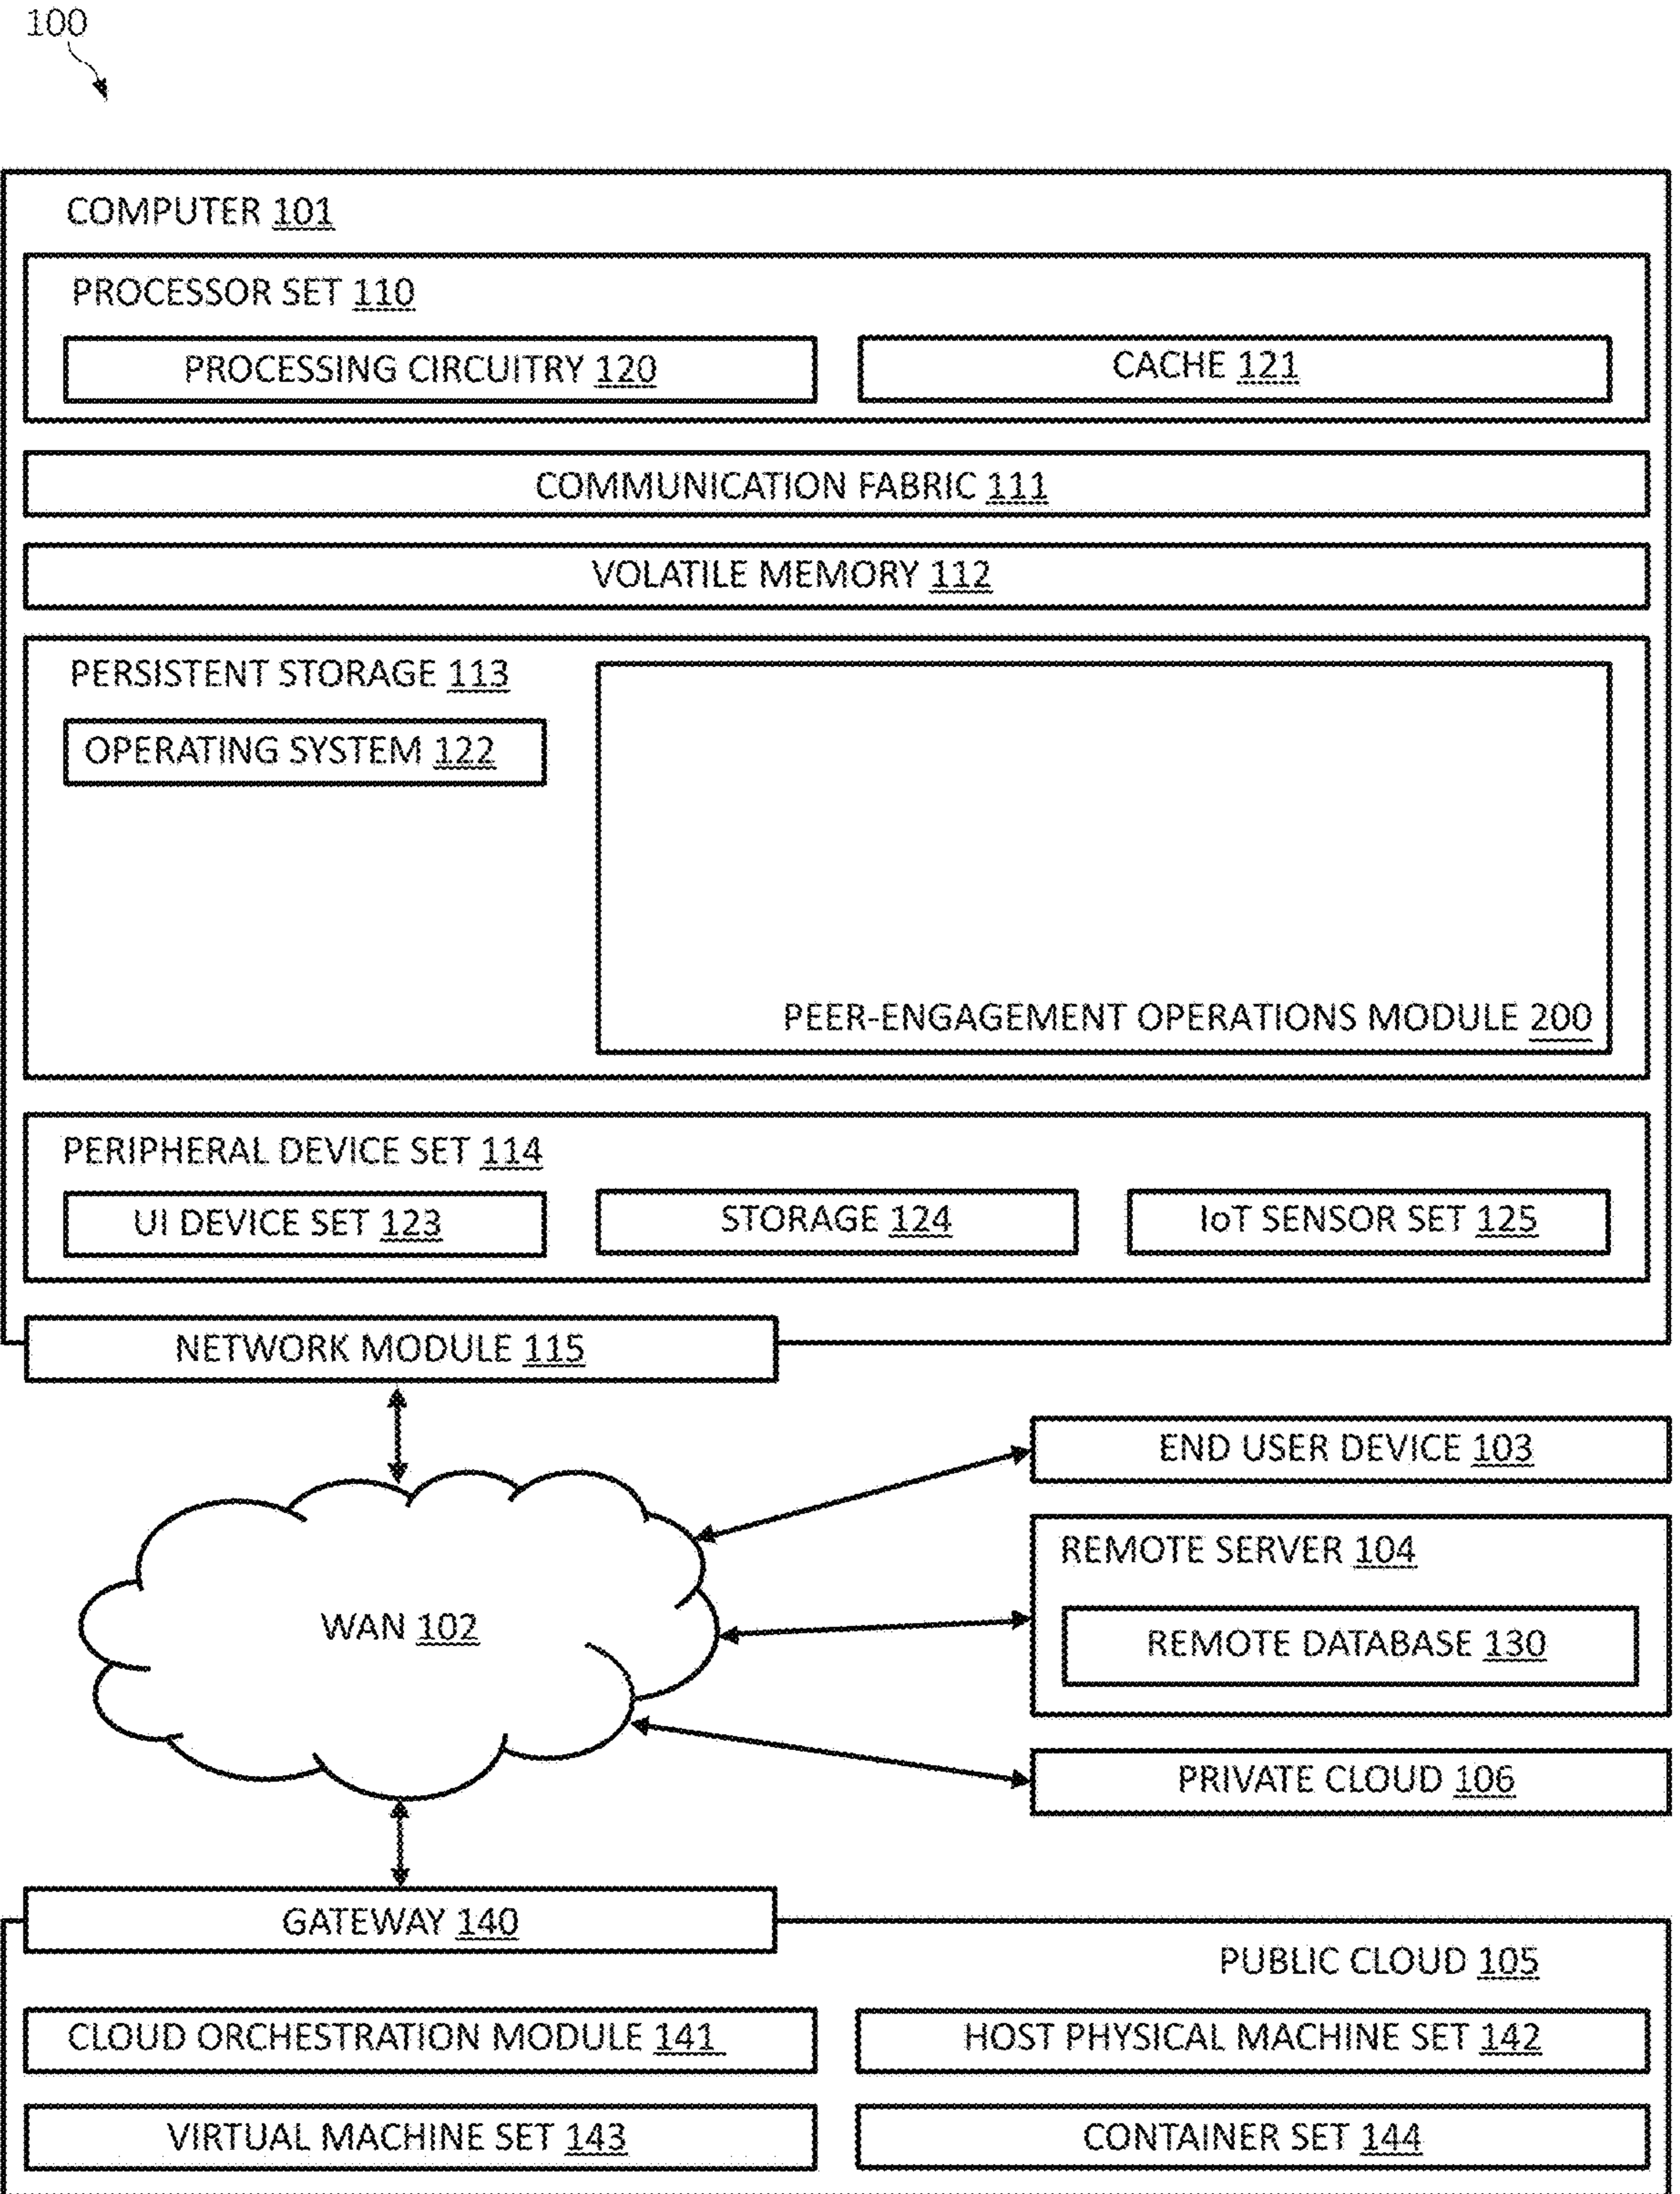 100
COMPUTER 101
PROCESSOR SET 110
PROCESSING CIRCUITRY 120
CACHE 121
COMMUNICATION FABRIC 111
VOLATILE MEMORY 112
PERSISTENT STORAGE 113
OPERATING SYSTEM 122
PEER-ENGAGEMENT OPERATIONS MODULE 200
PERIPHERAL DEVICE SET 114
UI DEVICE SET 123
STORAGE 124
IoT SENSOR SET 125
NETWORK MODULE 115
END USER DEVICE 103
REMOTE SERVER 104
WAN 102
REMOTE DATABASE 130
PRIVATE CLOUD 106
GATEWAY 140
PUBLIC CLOUD 105
CLOUD ORCHESTRATION MODULE 141
HOST PHYSICAL MACHINE SET 142
VIRTUAL MACHINE SET 143
CONTAINER SET 144